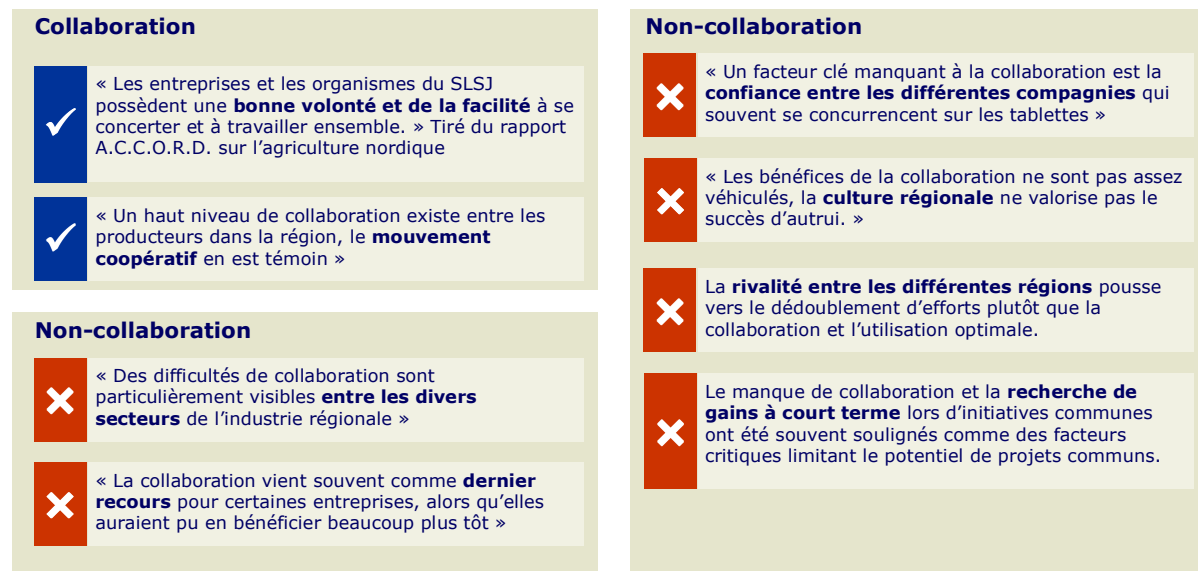 Collaboration
« Les entreprises et les organismes du SLSJ
possèdent une bonne volonté et de la facilité à se
concerter et à travailler ensemble. » Tiré du rapport
A.C.C.O.R.D. sur l’agriculture nordique
« Un haut niveau de collaboration existe entre les
producteurs dans la région, le mouvement
coopératif en est témoin »
Non-collaboration
« Des difficultés de collaboration sont
particulièrement visibles entre les divers
secteurs de l’industrie régionale »
« La collaboration vient souvent comme dernier
recours pour certaines entreprises, alors qu’elles
auraient pu en bénéficier beaucoup plus tôt »
Non-collaboration
« Un facteur clé manquant à la collaboration est la
confiance entre les différentes compagnies qui
souvent se concurrencent sur les tablettes »
« Les bénéfices de la collaboration ne sont pas assez
véhiculés, la culture régionale ne valorise pas le
succès d’autrui. »
La rivalité entre les différentes régions pousse
vers le dédoublement d’efforts plutôt que la
collaboration et l’utilisation optimale.
Le manque de collaboration et la recherche de
gains à court terme lors d’initiatives communes
ont été souvent soulignés comme des facteurs
critiques limitant le potentiel de projets communs.